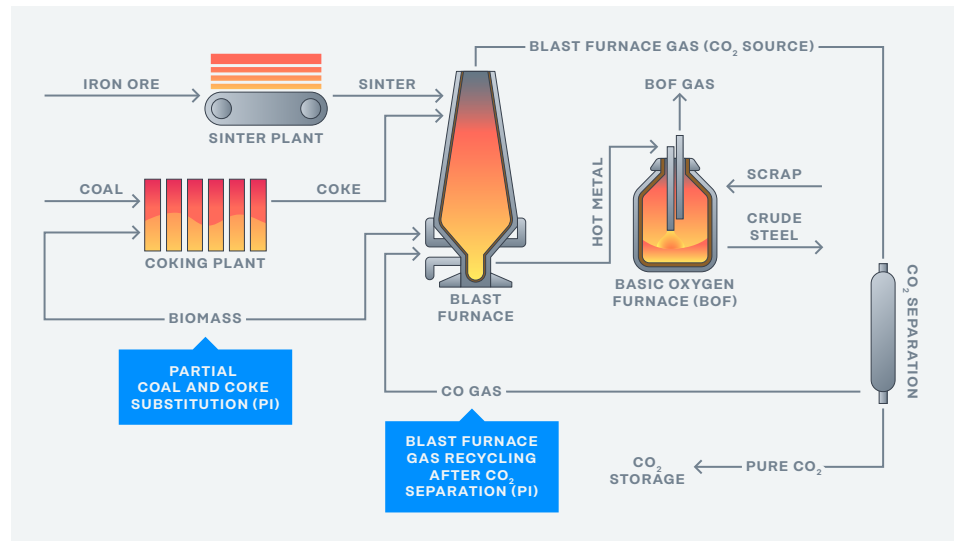 BLAST FURNACE GAS (CO₂ SOURCE)
IRON ORE
SINTER
BOF GAS
SINTER PLANT
COAL
COKE
HOT METAL
SCRAP
CRUDE
STEEL
COKING PLANT
BASIC OXYGEN
FURNACE (BOF)
CO₂ SEPARATION
BLAST
FURNACE
BIOMASS
PARTIAL
COAL AND COKE
SUBSTITUTION (PI)
CO GAS
BLAST FURNACE
GAS RECYCLING
AFTER CO₂
SEPARATION (PI)
CO₂
STORAGE
PURE CO₂